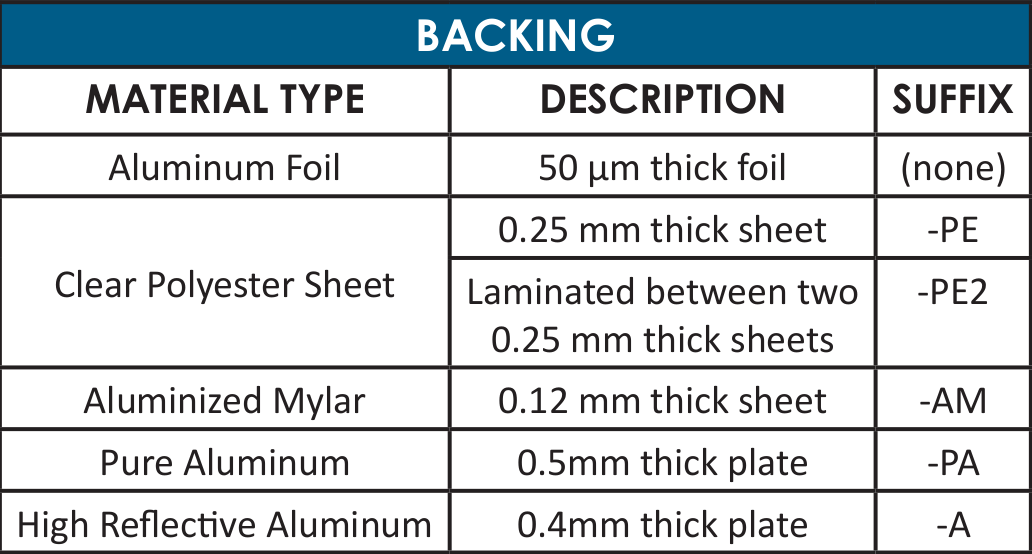 BACKING
MATERIAL TYPE DESCRIPTION SUFFIX
Aluminum Foil 50 µm thick foil (none)
Clear Polyester Sheet 0.25 mm thick sheet -PE
Laminated between two -PE2
0.25 mm thick sheets
Aluminized Mylar 0.12 mm thick sheet -AM
Pure Aluminum 0.5mm thick plate -PA
High Reflective Aluminum 0.4mm thick plate -A